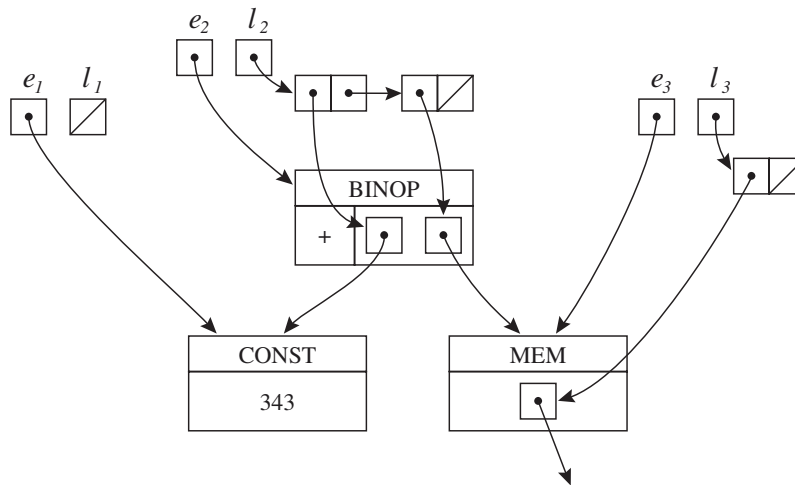 e2 l2
e1 l1
e3 l3
BINOP
+
CONST
MEM
343